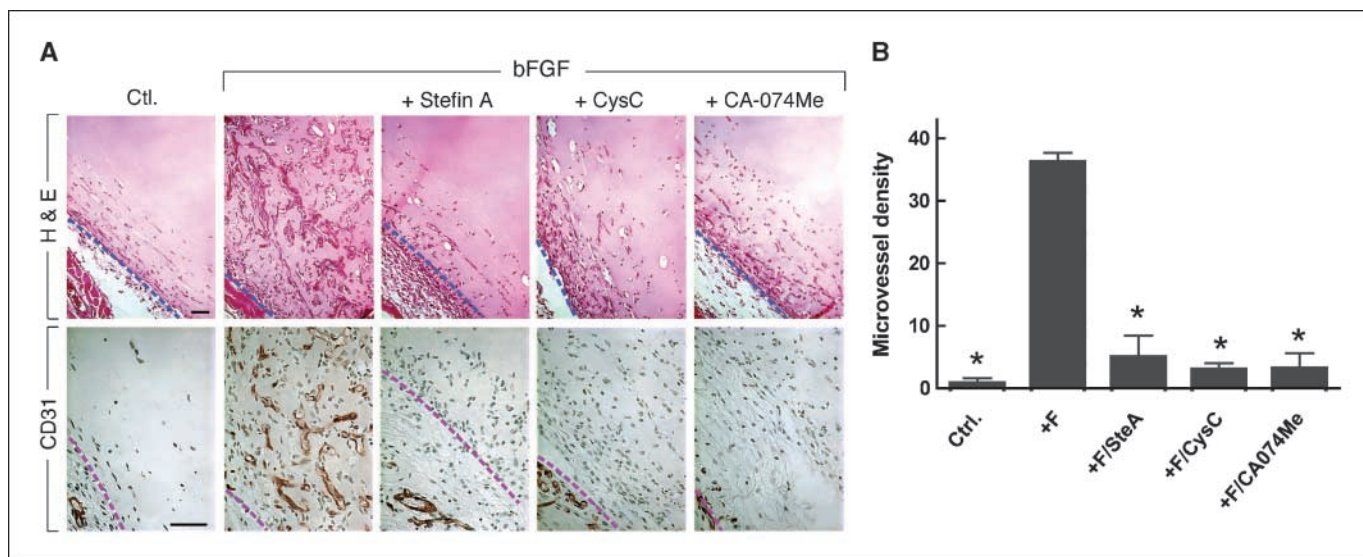 A
bFGF
Ctl.
+ Stefin A
+ CysC
+ CA-074Me
H & E
CD31
B
Microvessel density
40
30
20
10
0
*
*
*
*
Ctrl.
+F
+F/SteA
+F/CysC
+F/CA074Me